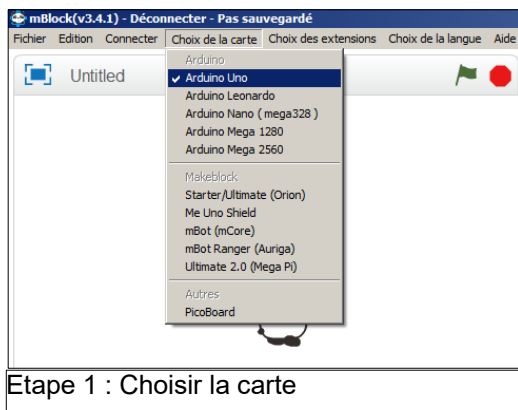 mBlock(v3.4.1) - Déconnecter - Pas sauvegardé
Fichier Edition Connecter Choix de la carte Choix des extensions Choix de la langue Aide
Untitled
Arduino
Arduino Uno
Arduino Leonardo
Arduino Nano ( mega328 )
Arduino Mega 1280
Arduino Mega 2560
Makeblock
Starter/Ultimate (Orion)
Me Uno Shield
mBot (mCore)
mBot Ranger (Auriga)
Ultimate 2.0 (Mega Pi)
Autres
PicoBoard
Etape 1 : Choisir la carte